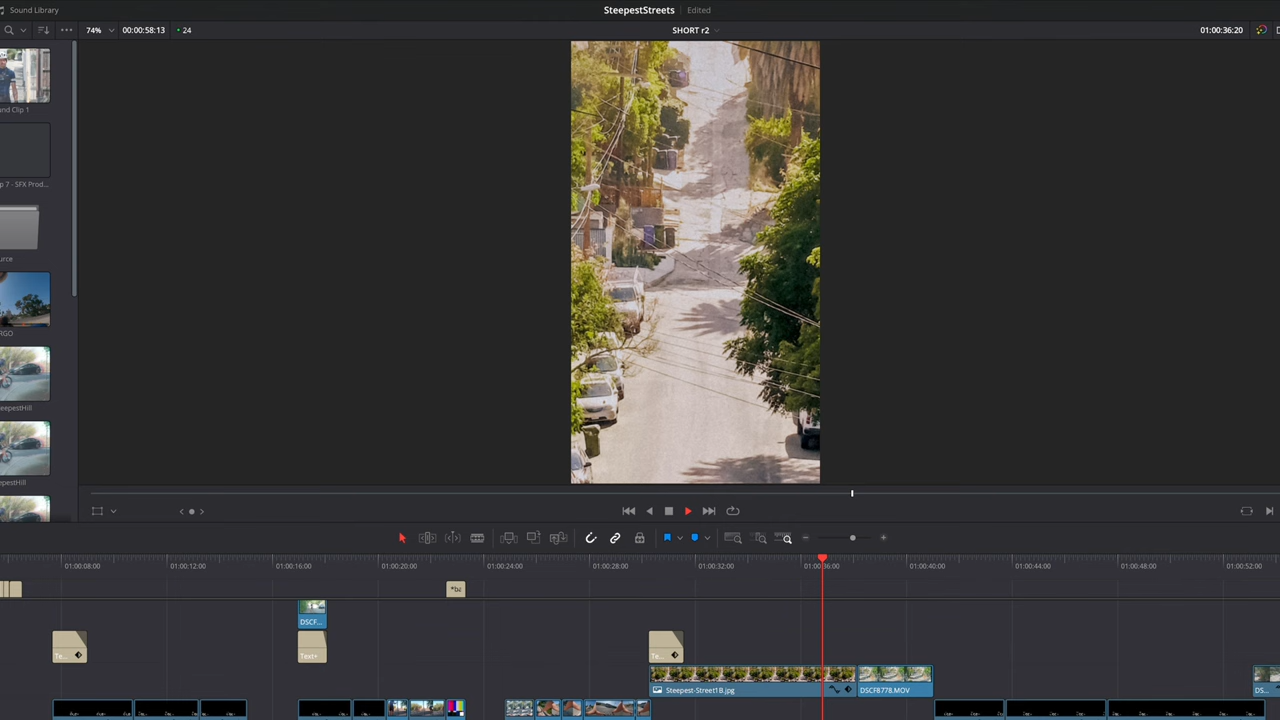 Sound Library
SteepestStreets Edited
74% 00:00:58:13 24
SHORT r2
01:00:36:20
nd Clip 1
p 7 - SFX Prod...
urce
RGO
eepestHill
epestHill
01:00:08:00 01:00:12:00 01:00:16:00 01:00:20:00 01:00:24:00 01:00:28:00 01:00:32:00 01:00:36:00 01:00:40:00 01:00:44:00 01:00:48:00 01:00:52:00
DSCF...
Te... Text+ Te...
Steepest-Street1B.jpg DSCF8778.MOV DS...